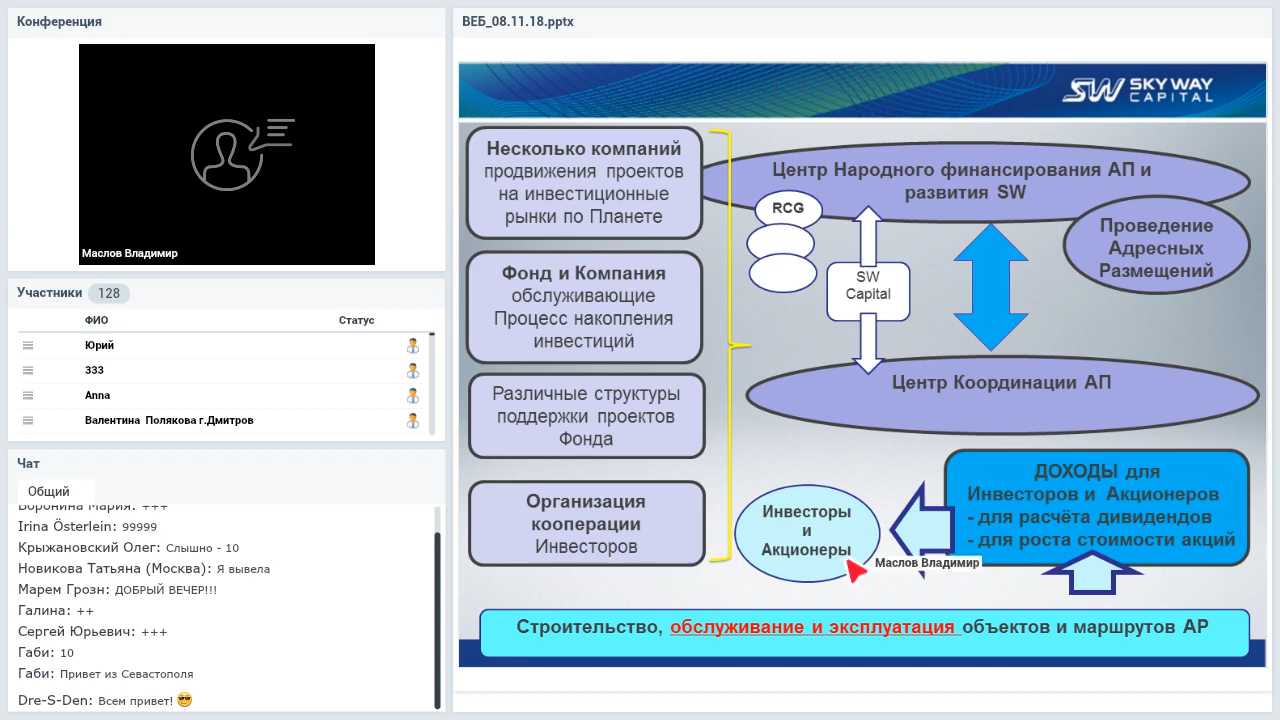 Конференция
Маслов Владимир
Участники 128
ФИО Статус
Юрий
333
Anna
Валентина Полякова г.Дмитров
Чат
Общий
Воронина Мария: +++
Irina Österlein: 99999
Крыжановский Олег: Слышно - 10
Новикова Татьяна (Москва): Я вывела
Марем Грозн: ДОБРЫЙ ВЕЧЕР!!!
Галина: ++
Сергей Юрьевич: +++
Габи: 10
Габи: Привет из Севастополя
Dre-S-Den: Всем привет!
ВЕБ_08.11.18.pptx
SW SKY WAY
CAPITAL
Несколько компаний
продвижения проектов
на инвестиционные
рынки по Планете
Фонд и Компания
обслуживающие
Процесс накопления
инвестиций
Различные структуры
поддержки проектов
Фонда
Организация
кооперации
Инвесторов
Центр Народного финансирования АП и
развития SW
RCG
SW
Capital
Проведение
Адресных
Размещений
Центр Координации АП
ДОХОДЫ для
Инвесторов и Акционеров
- для расчёта дивидендов
- для роста стоимости акций
Инвесторы
и
Акционеры
Маслов Владимир
Строительство, обслуживание и эксплуатация объектов и маршрутов АР